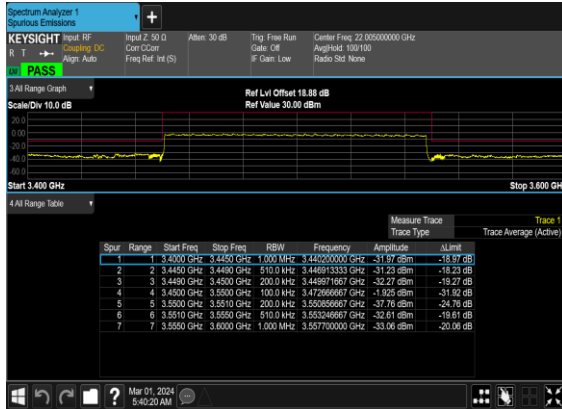 Spectrum Analyzer 1
Spurious Emissions
+
KEYSIGHT Input: RF Input Z: 50 Ω Atten: 30 dB Trig: Free Run Center Freq: 22.005000000 GHz
R T Coupling: DC Corr CCorr Gate: Off Avg|Hold: 100/100
Align: Auto Freq Ref: Int (S) IF Gain: Low Radio Std: None
PASS
3 All Range Graph Ref Lvl Offset 18.88 dB
Scale/Div 10.0 dB Ref Value 30.00 dBm
20.0
0.00
-20.0
-40.0
-60.0
Start 3.400 GHz Stop 3.600 GH
4 All Range Table
Measure Trace Trace 1
Trace Type Trace Average (Active)
Spur Range Start Freq Stop Freq RBW Frequency Amplitude ΔLimit
1 1 3.4000 GHz 3.4450 GHz 1.000 MHz 3.440200000 GHz -31.97 dBm -18.97 dB
2 2 3.4450 GHz 3.4490 GHz 510.0 kHz 3.446913333 GHz -31.23 dBm -18.23 dB
3 3 3.4490 GHz 3.4500 GHz 200.0 kHz 3.449971667 GHz -32.27 dBm -19.27 dB
4 4 3.4500 GHz 3.5500 GHz 100.0 kHz 3.472666667 GHz -1.925 dBm -31.92 dB
5 5 3.5500 GHz 3.5510 GHz 200.0 kHz 3.550856667 GHz -37.76 dBm -24.76 dB
6 6 3.5510 GHz 3.5550 GHz 510.0 kHz 3.553246667 GHz -32.61 dBm -19.61 dB
7 7 3.5550 GHz 3.6000 GHz 1.000 MHz 3.557700000 GHz -33.06 dBm -20.06 dB
? Mar 01, 2024
5:40:20 AM